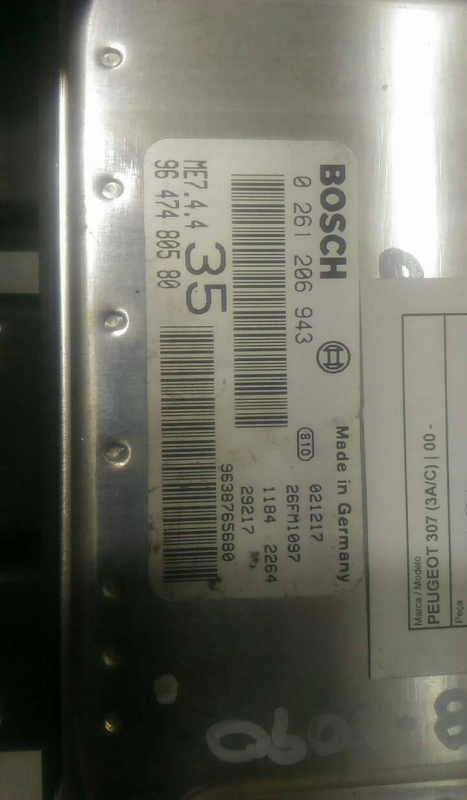 BOSCH
0 261 206 943
ME7.4.4
96 474 805 80
35
Made in Germany
810
021217
26FM1097
1184 2264
29217
9638765680
Marca / Modelo
PEUGEOT 307 (3A/C) | 00 -
Peça